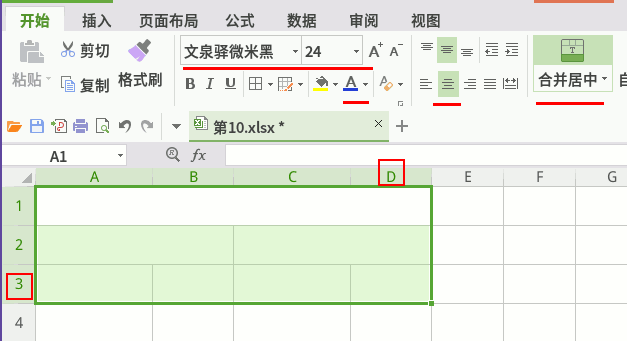 开始 插入 页面布局 公式 数据 审阅 视图
粘贴 剪切 复制 格式刷 文泉驿微米黑 24 A+ A-
B I U A 合并居中 自
第10.xlsx *
A1 fx
A B C D E F G
1
2
3
4